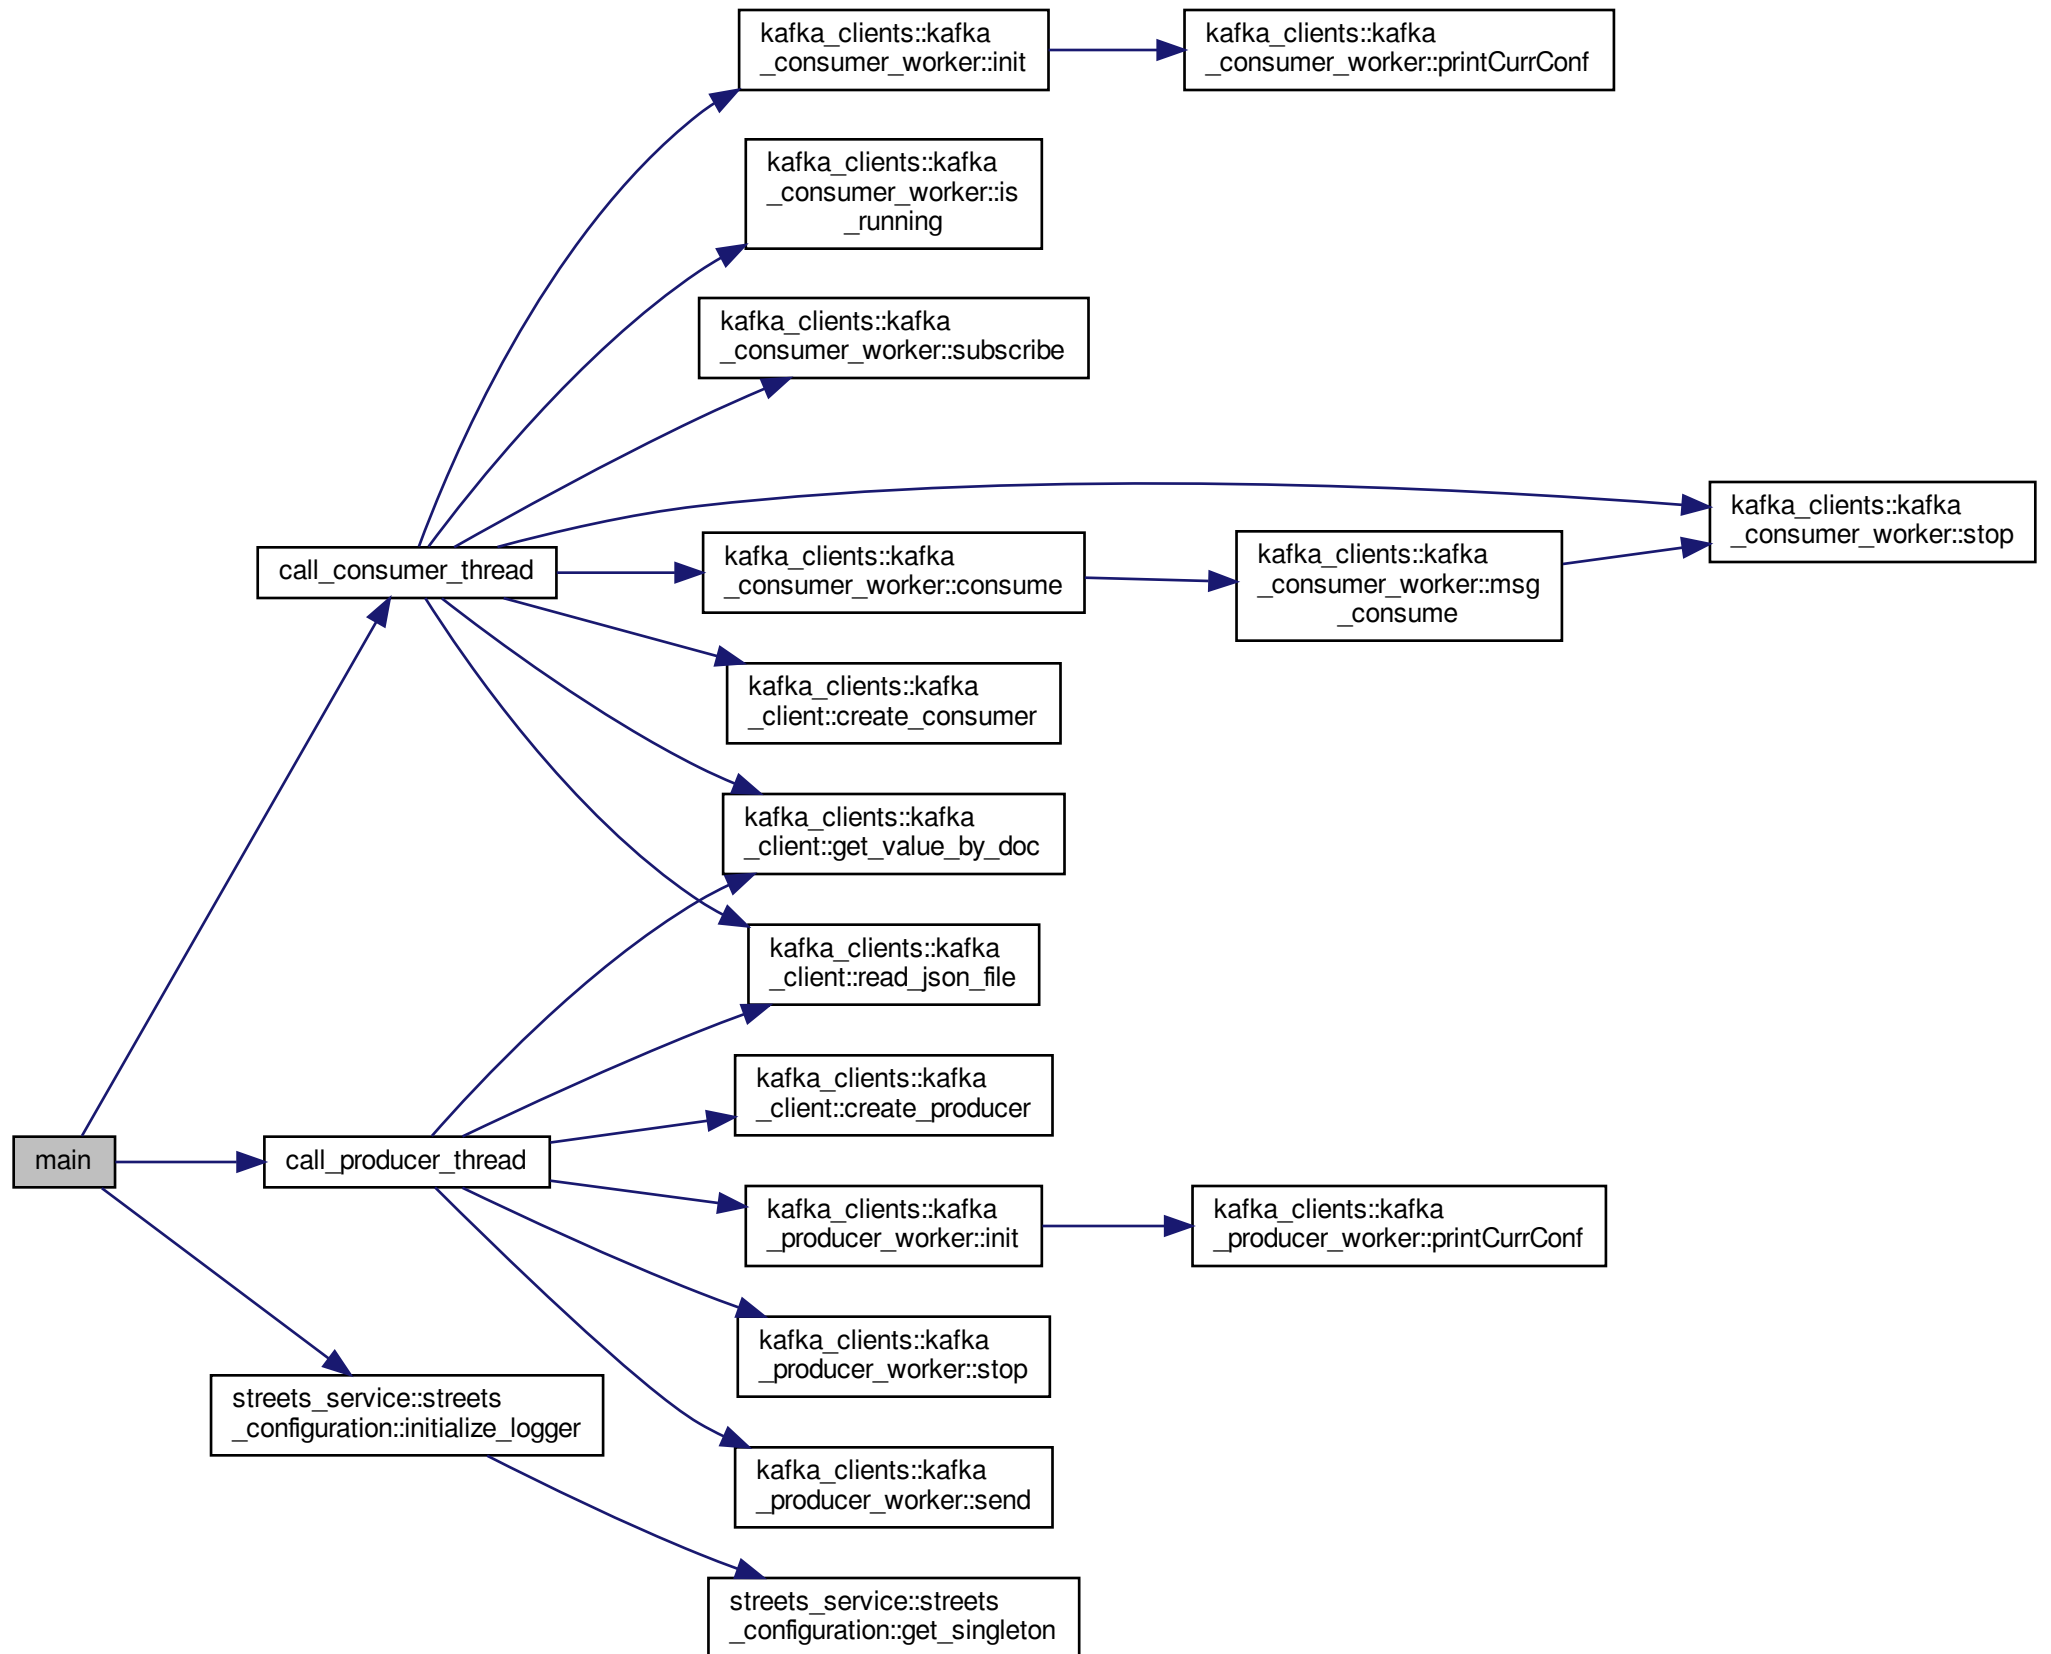 kafka_clients::kafka
_consumer_worker::init
kafka_clients::kafka
_consumer_worker::printCurrConf
kafka_clients::kafka
_consumer_worker::is
_running
kafka_clients::kafka
_consumer_worker::subscribe
kafka_clients::kafka
_consumer_worker::stop
call_consumer_thread
kafka_clients::kafka
_consumer_worker::consume
kafka_clients::kafka
_consumer_worker::msg
_consume
kafka_clients::kafka
_client::create_consumer
kafka_clients::kafka
_client::get_value_by_doc
kafka_clients::kafka
_client::read_json_file
kafka_clients::kafka
_client::create_producer
main
call_producer_thread
kafka_clients::kafka
_producer_worker::init
kafka_clients::kafka
_producer_worker::printCurrConf
kafka_clients::kafka
_producer_worker::stop
streets_service::streets
_configuration::initialize_logger
kafka_clients::kafka
_producer_worker::send
streets_service::streets
_configuration::get_singleton